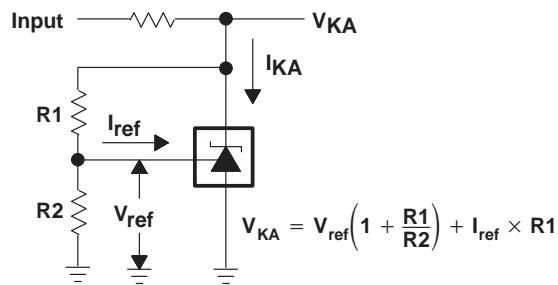 Input
V_KA
I_KA
R1
I_ref
R2
V_ref
V_KA = V_ref(1 + R1/R2) + I_ref × R1